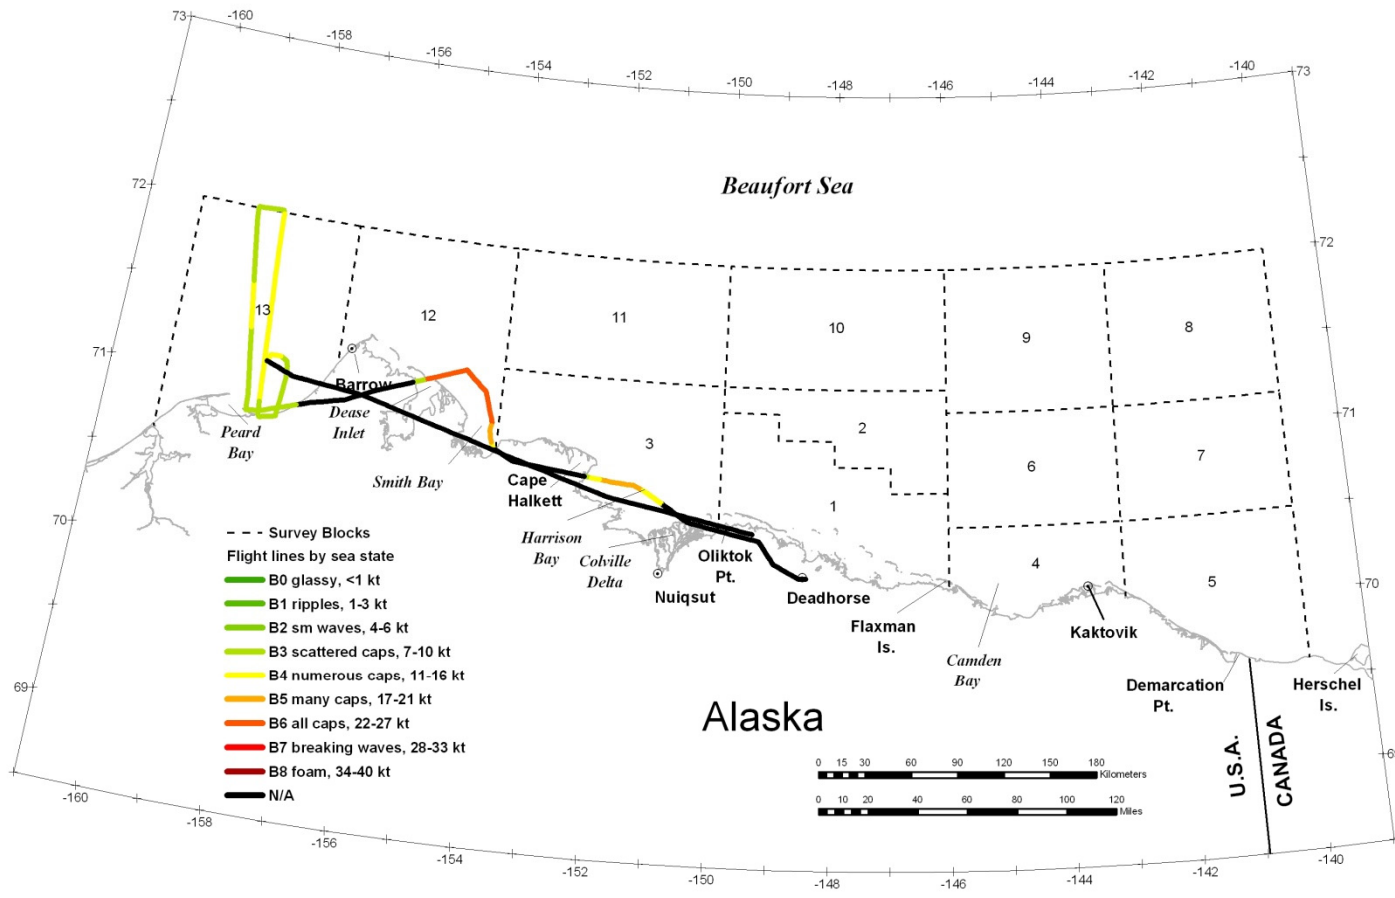 73
-160
-158
-156
-154
-152
-150
-148
-146
-144
-142
-140
73
72
Beaufort Sea
72
13
12
11
10
9
8
71
71
Barrow
Dease
Inlet
Peard
Bay
Smith Bay
3
2
6
7
Cape
Halkett
1
70
Harrison
Bay
Colville
Delta
Oliktok
Pt.
Nuiqsut
Deadhorse
Flaxman
Is.
4
5
70
Kaktovik
Camden
Bay
Demarcation
Pt.
Herschel
Is.
Survey Blocks
Flight lines by sea state
B0 glassy, <1 kt
B1 ripples, 1-3 kt
B2 sm waves, 4-6 kt
B3 scattered caps, 7-10 kt
B4 numerous caps, 11-16 kt
B5 many caps, 17-21 kt
B6 all caps, 22-27 kt
B7 breaking waves, 28-33 kt
B8 foam, 34-40 kt
N/A
69
Alaska
U.S.A.
CANADA
0 15 30 60 90 120 150 180
Kilometers
0 10 20 40 60 80 100 120
Miles
-160
-158
-156
-154
-152
-150
-148
-146
-144
-142
-140